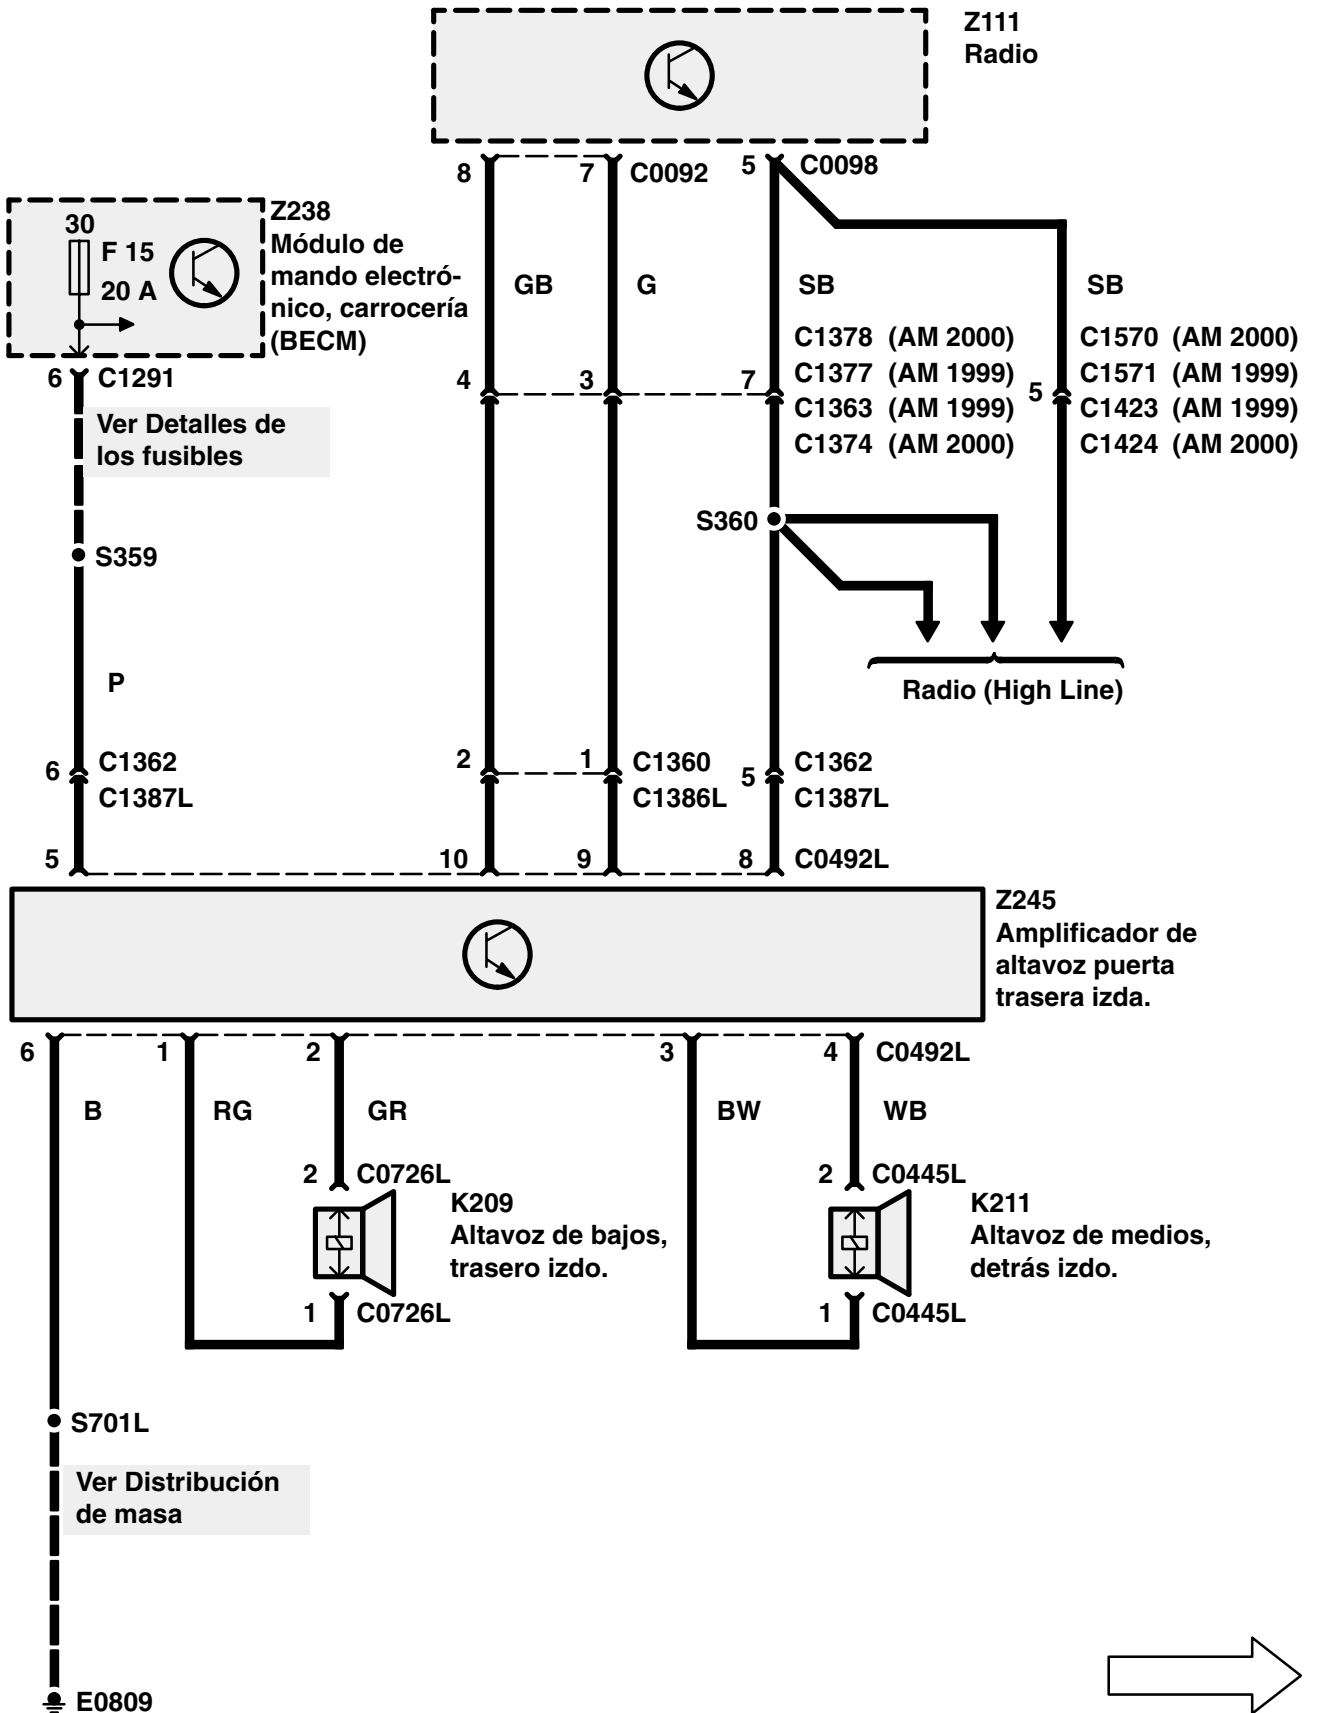 Z111
Radio
8
7
C0092
5
C0098
30
F 15
20 A
Z238
Módulo de
mando electró-
nico, carrocería
(BECM)
6
C1291
Ver Detalles de
los fusibles
GB
G
SB
SB
4
3
7
C1378 (AM 2000)
C1377 (AM 1999)
C1363 (AM 1999)
C1374 (AM 2000)
5
C1570 (AM 2000)
C1571 (AM 1999)
C1423 (AM 1999)
C1424 (AM 2000)
S360
S359
P
Radio (High Line)
6
C1362
C1387L
2
1
C1360
C1386L
5
C1362
C1387L
5
10
9
8
C0492L
Z245
Amplificador de
altavoz puerta
trasera izda.
6
1
2
3
4
C0492L
B
RG
GR
BW
WB
2
C0726L
K209
Altavoz de bajos,
trasero izdo.
1
C0726L
2
C0445L
K211
Altavoz de medios,
detrás izdo.
1
C0445L
S701L
Ver Distribución
de masa
E0809